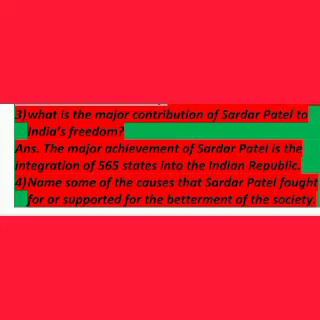 3)what is the major contribution of Sardar Patel to
India's freedom?
Ans. The major achievement of Sardar Patel is the
integration of 565 states into the Indian Republic.
4)Name some of the causes that Sardar Patel fought
for or supported for the betterment of the society.